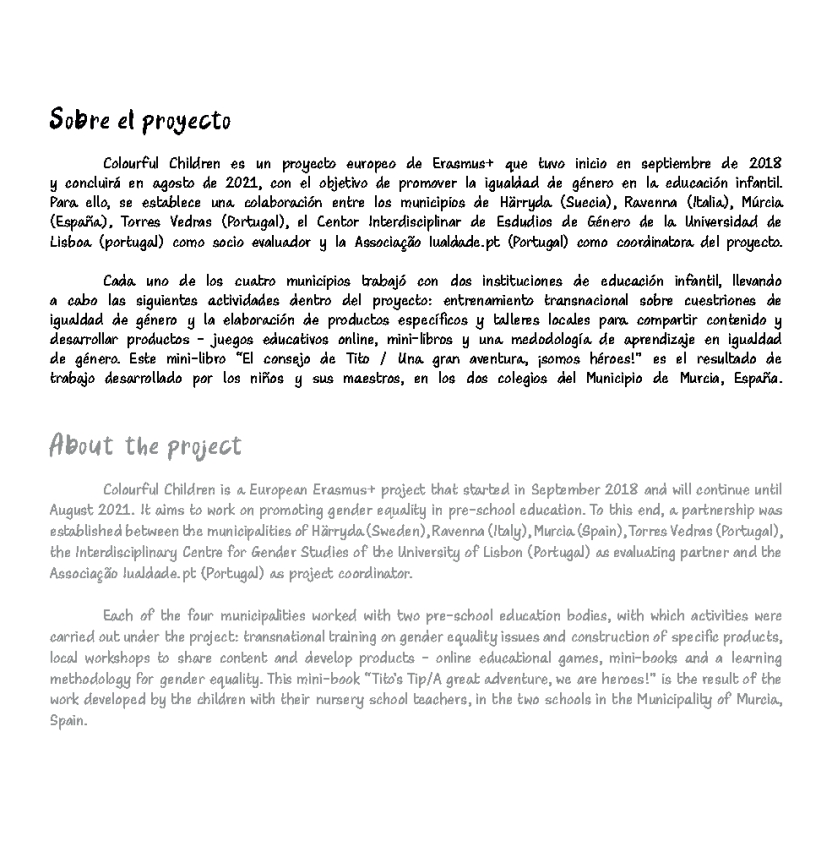 Sobre el proyecto
Colourful Children es un proyecto europeo de Erasmus+ que tuvo inicio en septiembre de 2018
y concluirá en agosto de 2021, con el objetivo de promover la igualdad de género en la educación infantil.
Para ello, se establece una colaboración entre los municipios de Härryda (Suecia), Ravenna (Italia), Múrcia
(España), Torres Vedras (Portugal), el Centor Interdisciplinar de Esdudios de Género de la Universidad de
Lisboa (portugal) como socio evaluador y la Associação Iualdade.pt (Portugal) como coordinatora del proyecto.
Cada uno de los cuatro municípios trabajó con dos instituciones de educación infantil, llevando
a cabo las siguientes actividades dentro del proyecto: entrenamiento transnacional sobre cuestriones de
igualdad de género y la elaboración de productos específicos y talleres locales para compartir contenido y
desarrollar productos - juegos educativos online, mini-libros y una medodología de aprendizaje en igualdad
de género. Este mini-libro "El consejo de Tito / Una gran aventura, ¡somos héroes!" es el resultado de
trabajo desarrollado por los niños y sus maestros, en los dos colegios del Municipio de Murcia, España.
About the project
Colourful Children is a European Erasmus+ project that started in September 2018 and will continue until
August 2021. It aims to work on promoting gender equality in pre-school education. To this end, a partnership was
established between the municipalities of Härryda (Sweden), Ravenna (Italy), Murcia (Spain), Torres Vedras (Portugal),
the Interdisciplinary Centre for Gender Studies of the University of Lisbon (Portugal) as evaluating partner and the
Associação Iualdade.pt (Portugal) as project coordinator.
Each of the four municipalities worked with two pre-school education bodies, with which activities were
carried out under the project: transnational training on gender equality issues and construction of specific products,
local workshops to share content and develop products - online educational games, mini-books and a learning
methodology for gender equality. This mini-book "Tito's Tip/A great adventure, we are heroes!" is the result of the
work developed by the children with their nursery school teachers, in the two schools in the Municipality of Murcia,
Spain.